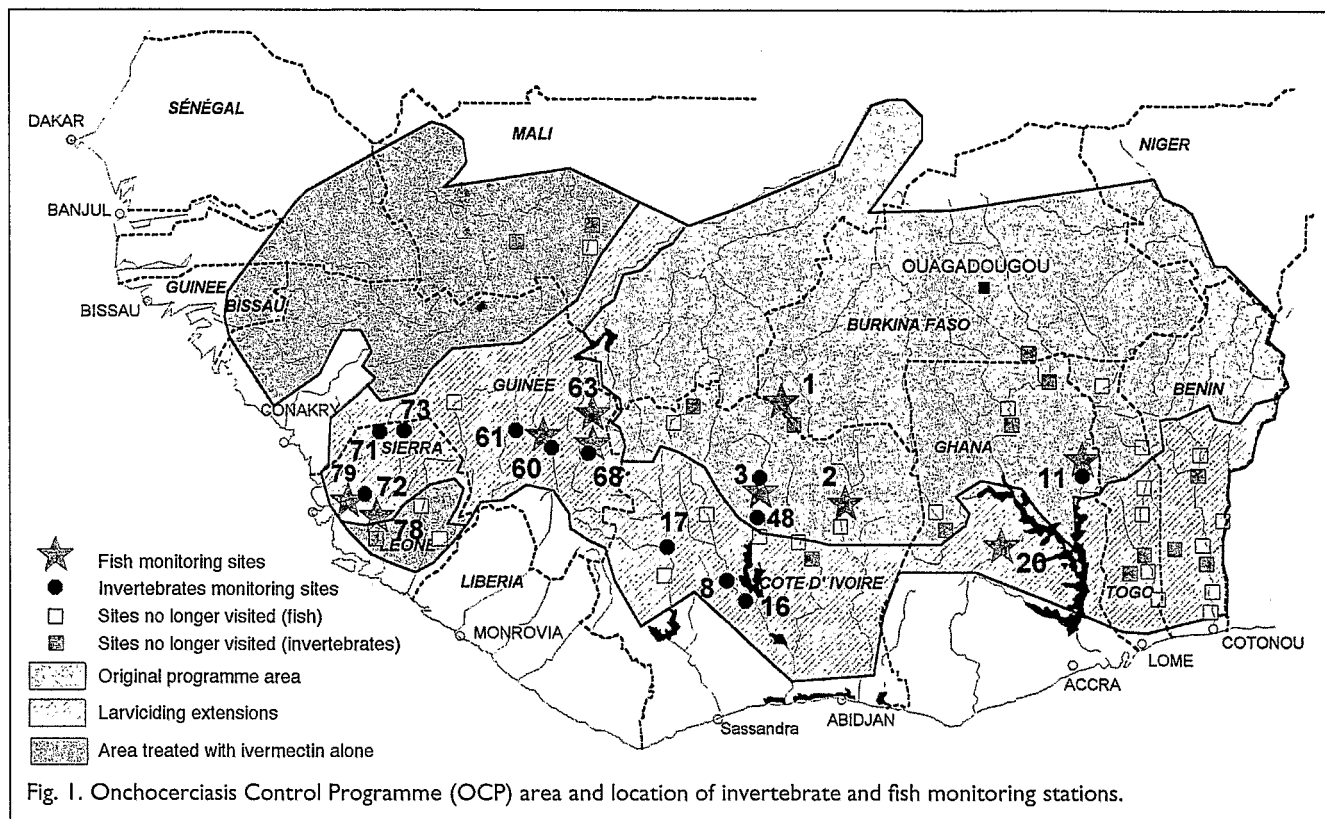 SÉNÉGAL
DAKAR
MALI
NIGER
BANJUL
OUAGADOUGOU
GUINEE
BISSAU
BISSAU
BURKINA FASO
GUINEE
63
1
BENIN
CONAKRY
73
61
71
SIERRA
GHANA
60
68
79
72
3
2
11
78
48
17
LEONE
20
LIBERIA
8
COTE D' IVOIRE
16
TOGO
MONROVIA
COTONOU
LOME
ACCRA
Sassandra
ABIDJAN
Fish monitoring sites
Invertebrates monitoring sites
Sites no longer visited (fish)
Sites no longer visited (invertebrates)
Original programme area
Larviciding extensions
Area treated with ivermectin alone
Fig. 1. Onchocerciasis Control Programme (OCP) area and location of invertebrate and fish monitoring stations.